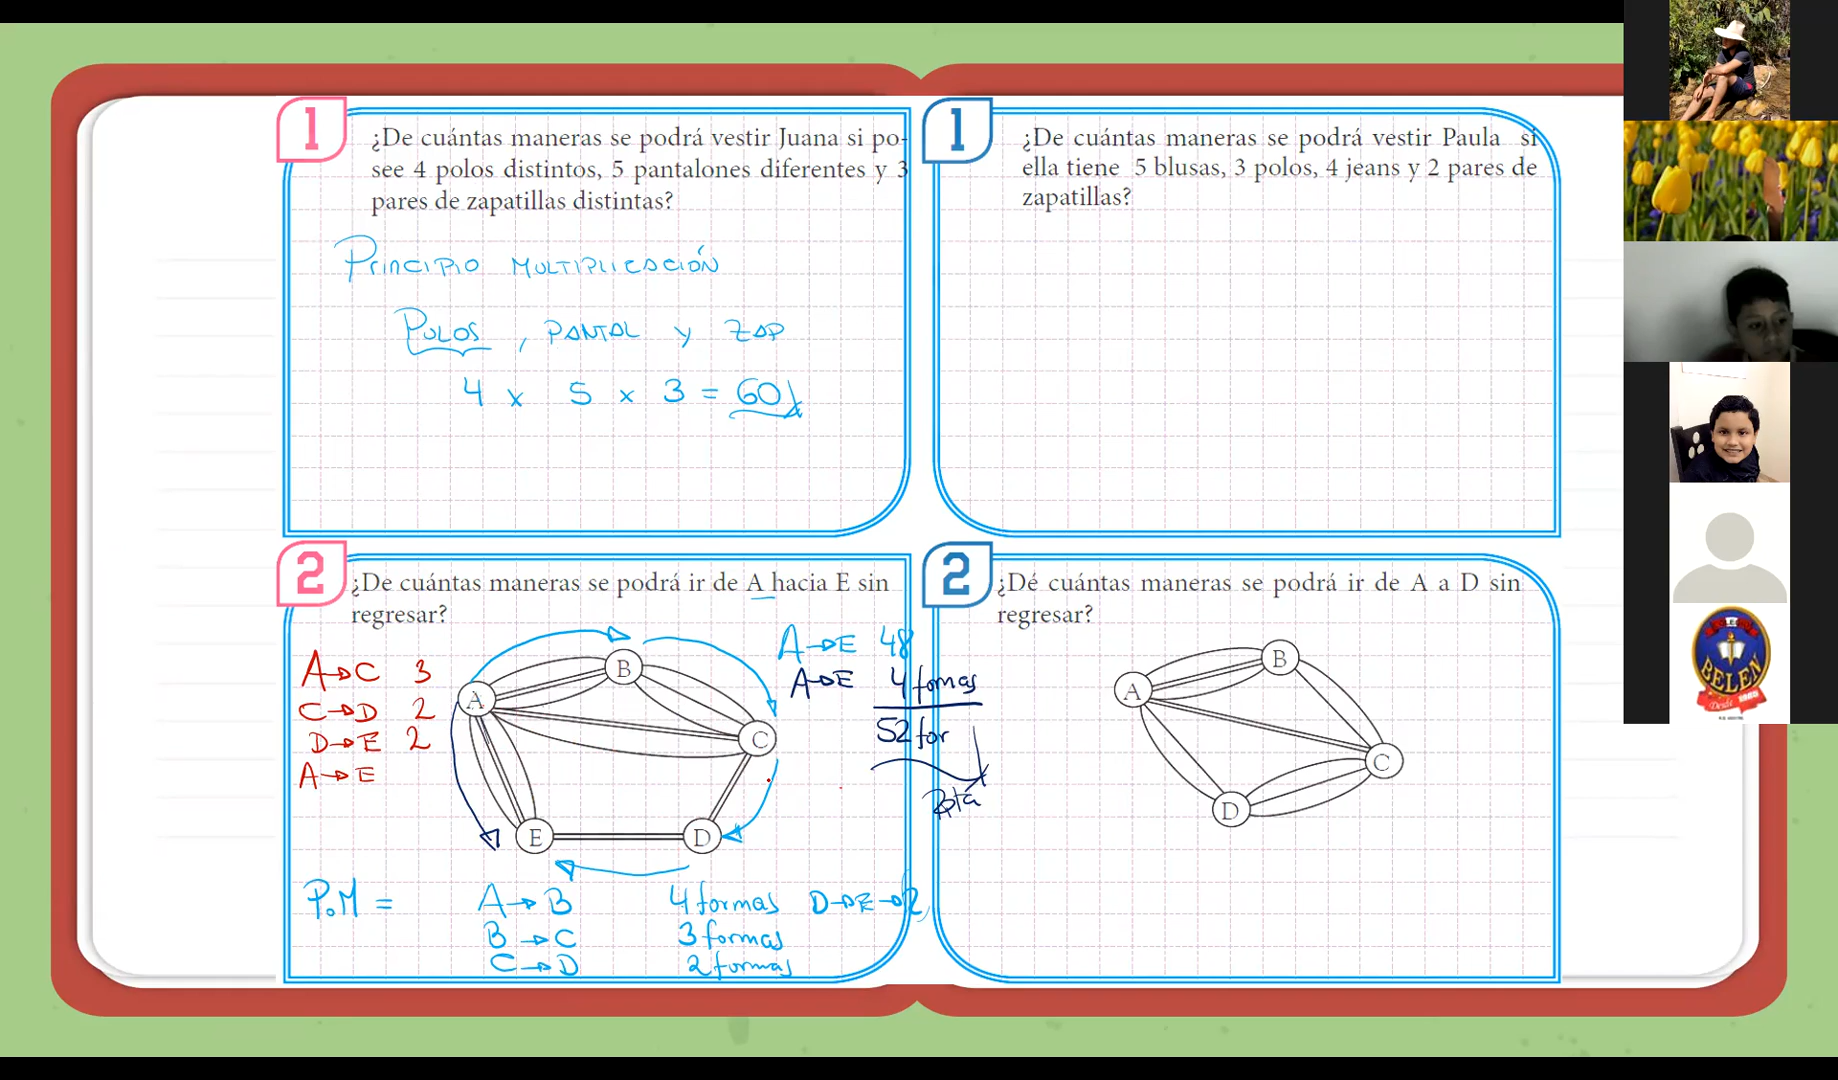 1
¿De cuántas maneras se podrá vestir Juana si po-
see 4 polos distintos, 5 pantalones diferentes y 3
pares de zapatillas distintas?
PRINCIPIO MULTIPLICACIÓN
POLOS, PANTAL y ZAP
4 x 5 x 3 = 60
1
¿De cuántas maneras se podrá vestir Paula si
ella tiene 5 blusas, 3 polos, 4 jeans y 2 pares de
zapatillas?
2
¿De cuántas maneras se podrá ir de A hacia E sin
regresar?
A→C 3
C→D 2
D→E 2
A→E
A
B
C
E
D
A→E 48
A→E 4 fomas
52 for
Rpta
P.M =
A→B 4 formas D→E→2
B→C 3 formas
C→D 2 formas
2
¿Dé cuántas maneras se podrá ir de A a D sin
regresar?
A
B
C
D
COLEGIO
BELEN
Desde